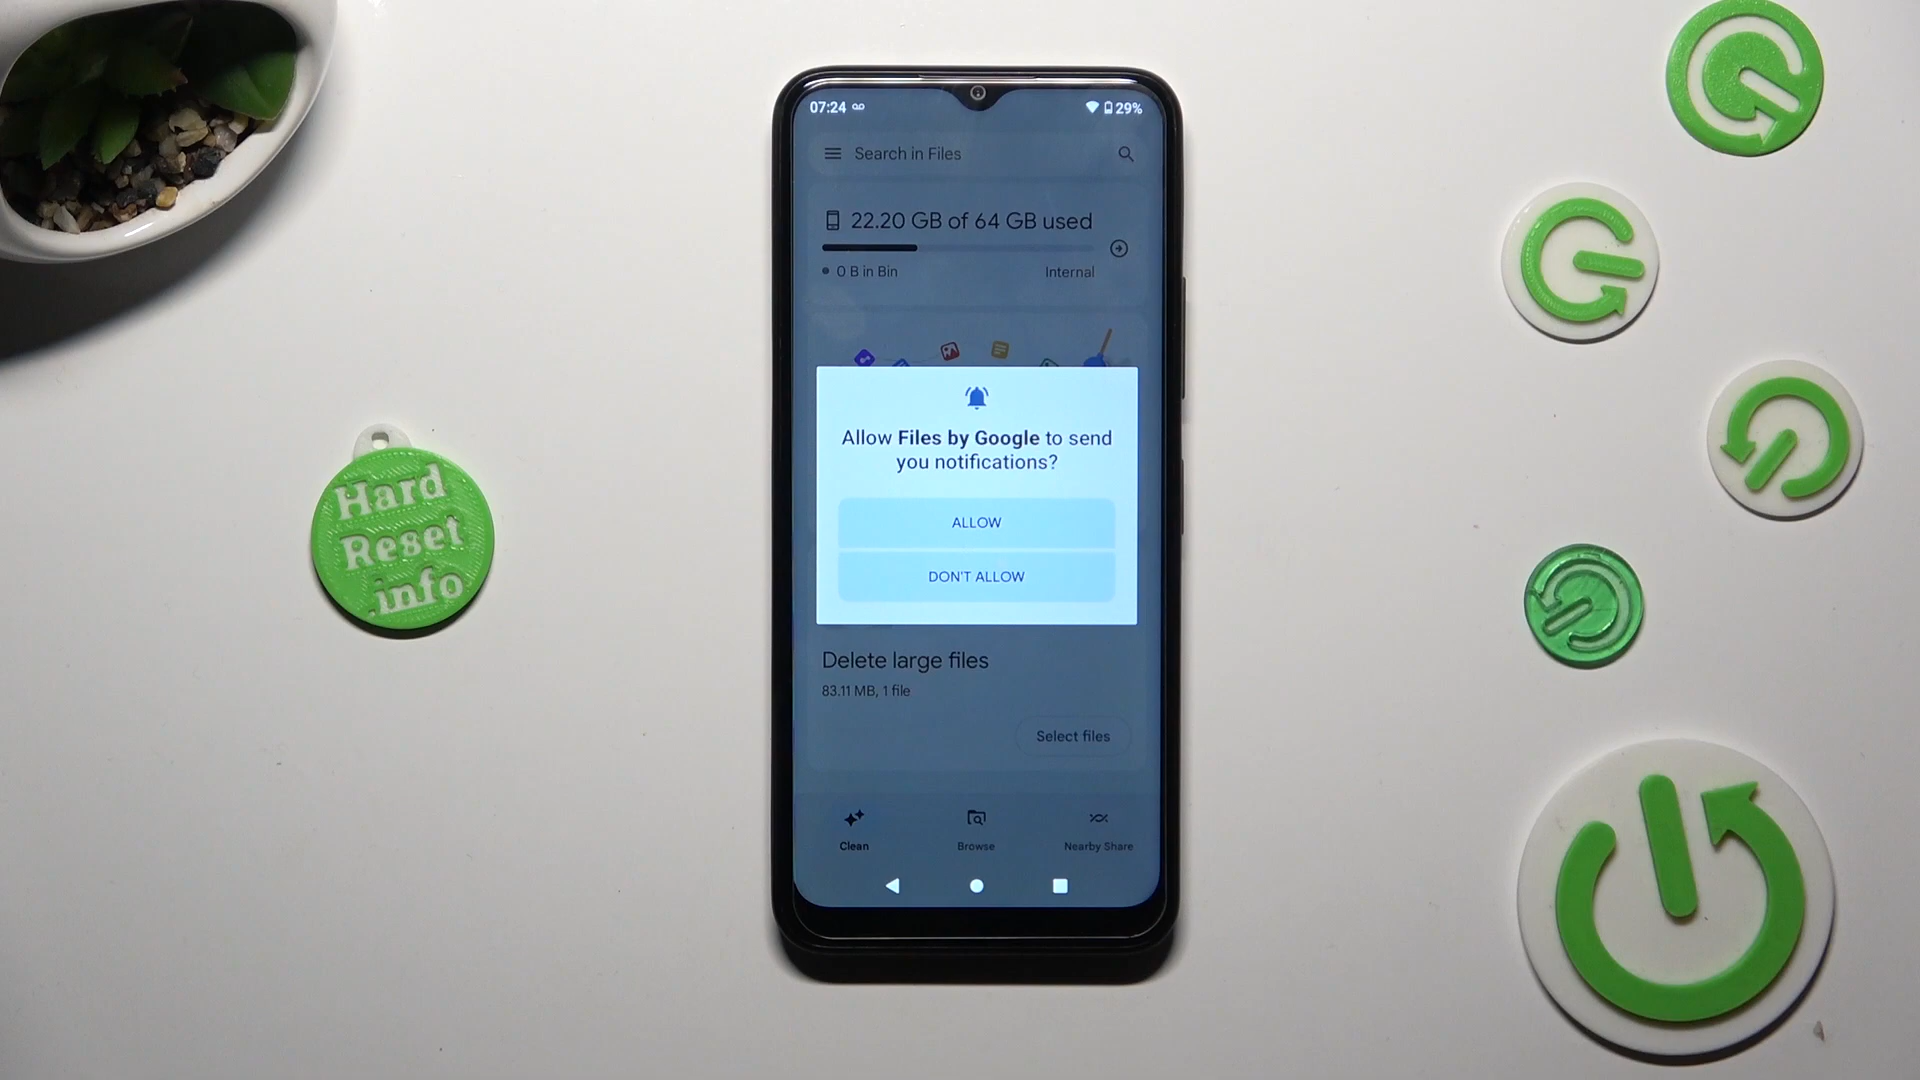 Hard
Reset
.info
07:24
29%
Search in Files
22.20 GB of 64 GB used
0 B in Bin
Internal
Allow Files by Google to send
you notifications?
ALLOW
DON'T ALLOW
Delete large files
83.11 MB, 1 file
Select files
Clean
Browse
Nearby Share